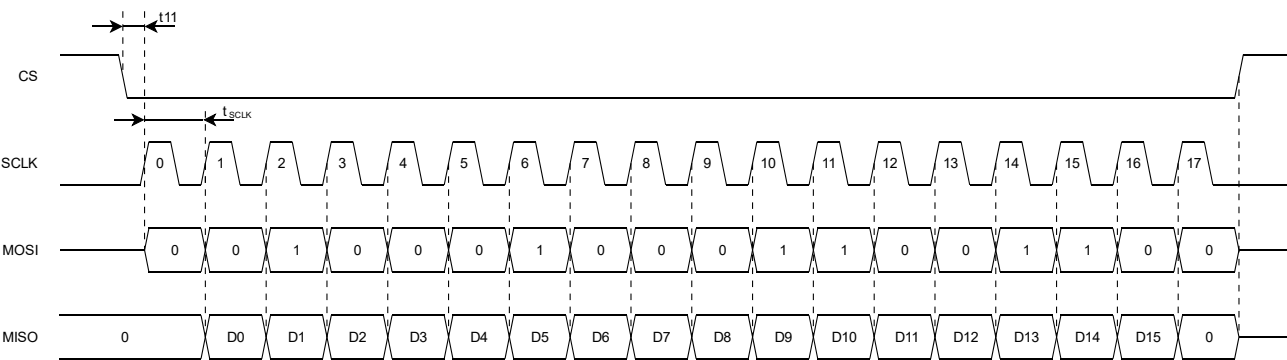 t11
CS
tSCLK
SCLK 0 1 2 3 4 5 6 7 8 9 10 11 12 13 14 15 16 17
MOSI 0 0 1 0 0 0 1 0 0 0 1 1 0 0 1 1 0 0
MISO 0 D0 D1 D2 D3 D4 D5 D6 D7 D8 D9 D10 D11 D12 D13 D14 D15 0